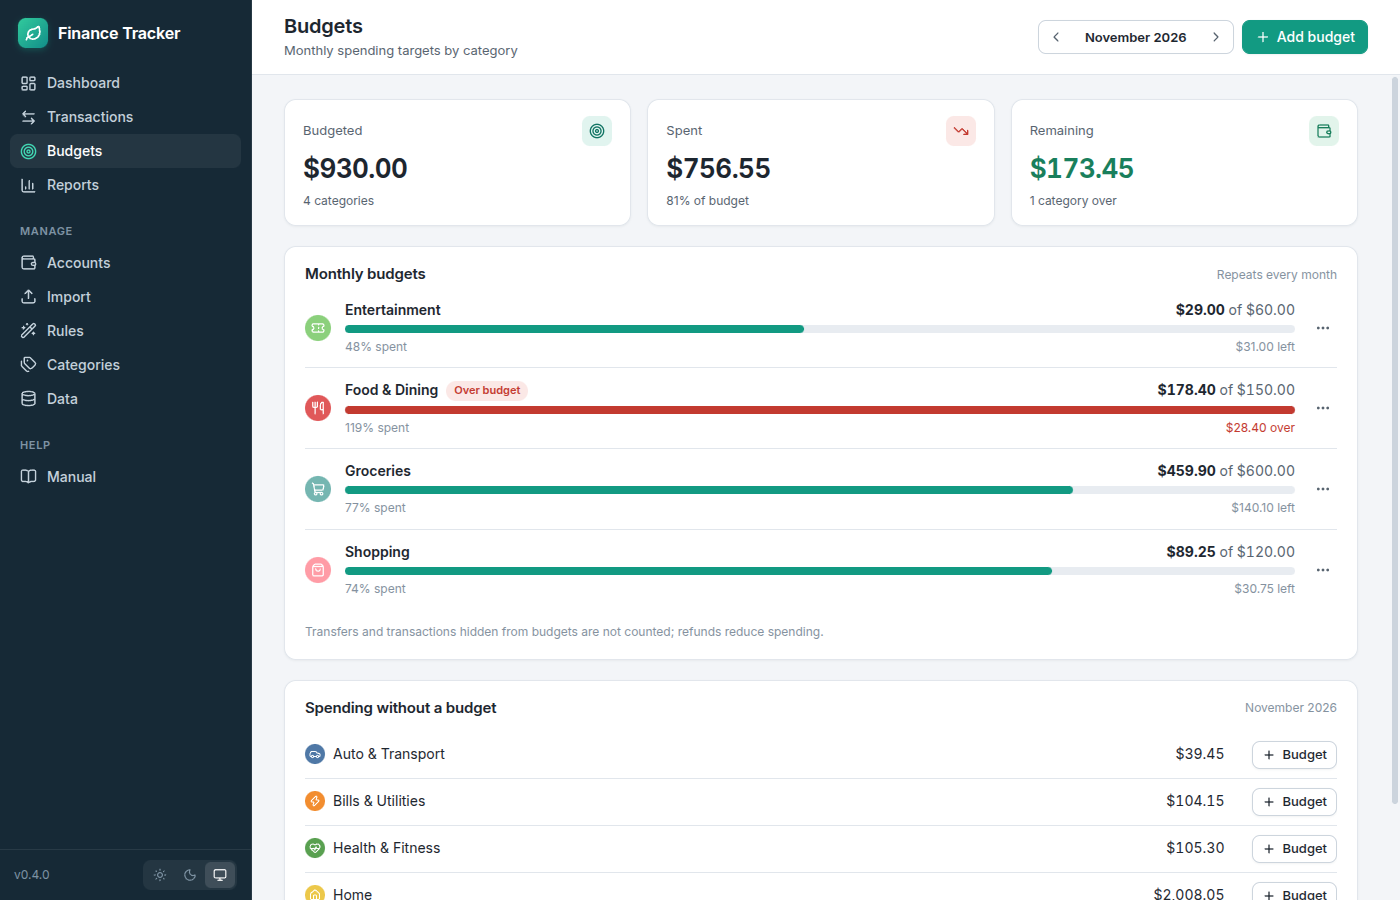 Finance Tracker
Dashboard
Transactions
Budgets
Reports
MANAGE
Accounts
Import
Rules
Categories
Data
HELP
Manual
v0.4.0
Budgets
Monthly spending targets by category
November 2026
Add budget
Budgeted
$930.00
4 categories
Spent
$756.55
81% of budget
Remaining
$173.45
1 category over
Monthly budgets
Repeats every month
Entertainment
$29.00 of $60.00
48% spent
$31.00 left
Food & Dining
Over budget
$178.40 of $150.00
119% spent
$28.40 over
Groceries
$459.90 of $600.00
77% spent
$140.10 left
Shopping
$89.25 of $120.00
74% spent
$30.75 left
Transfers and transactions hidden from budgets are not counted; refunds reduce spending.
Spending without a budget
November 2026
Auto & Transport
$39.45
Budget
Bills & Utilities
$104.15
Budget
Health & Fitness
$105.30
Budget
Home
$2,008.05
Budget